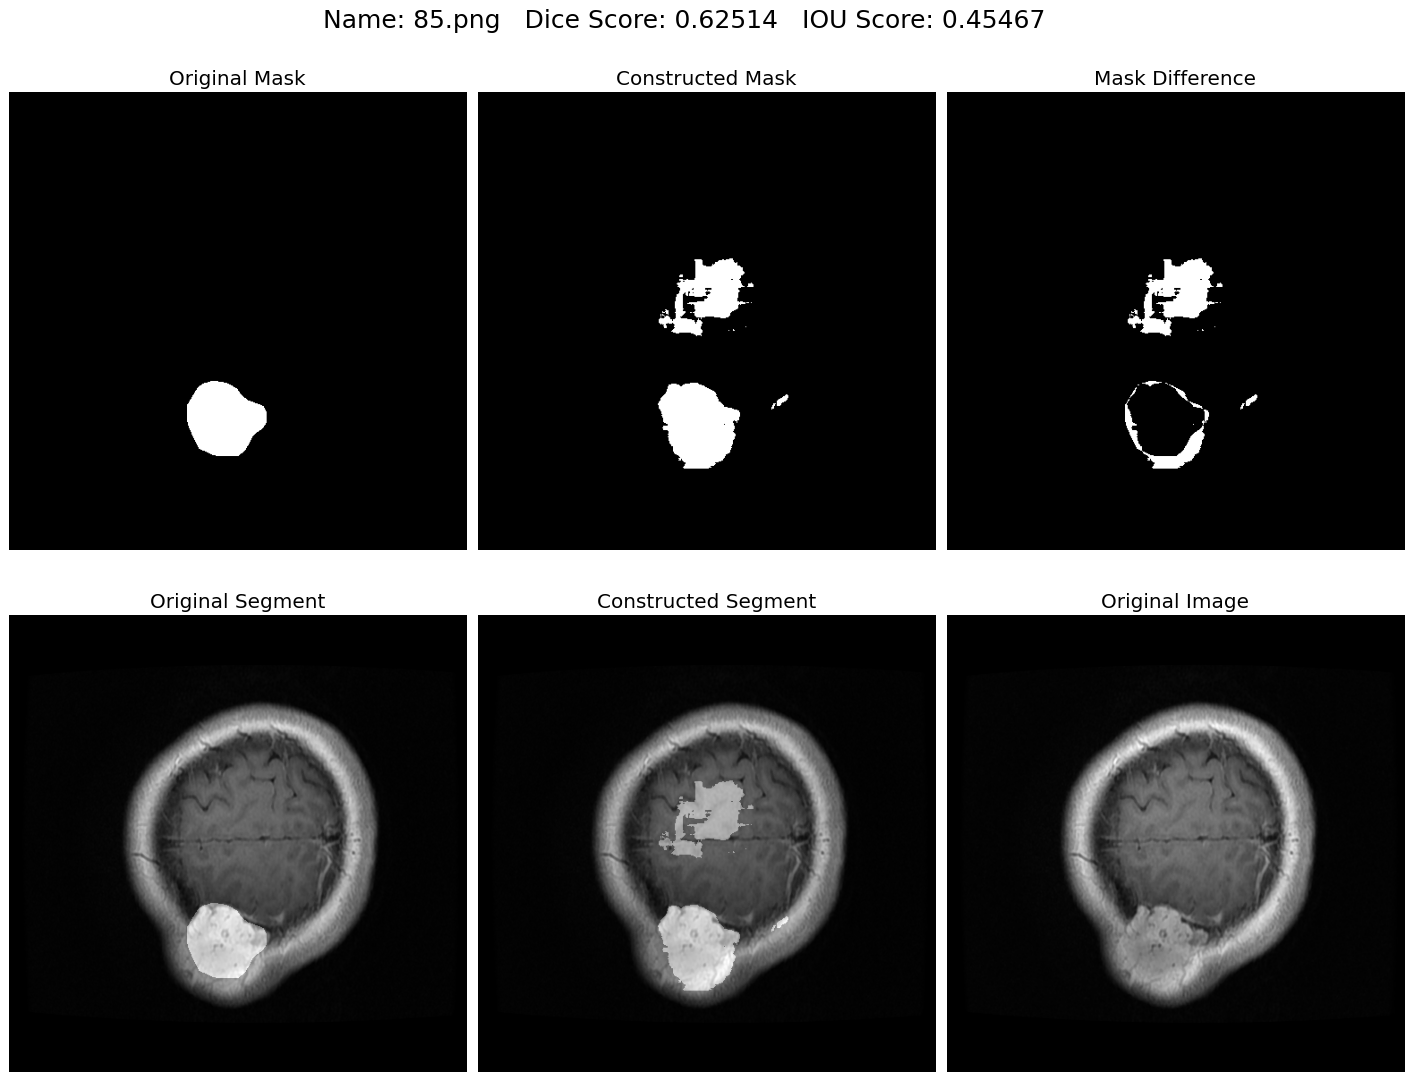 Name: 85.png   Dice Score: 0.62514   IOU Score: 0.45467
Original Mask
Constructed Mask
Mask Difference
Original Segment
Constructed Segment
Original Image